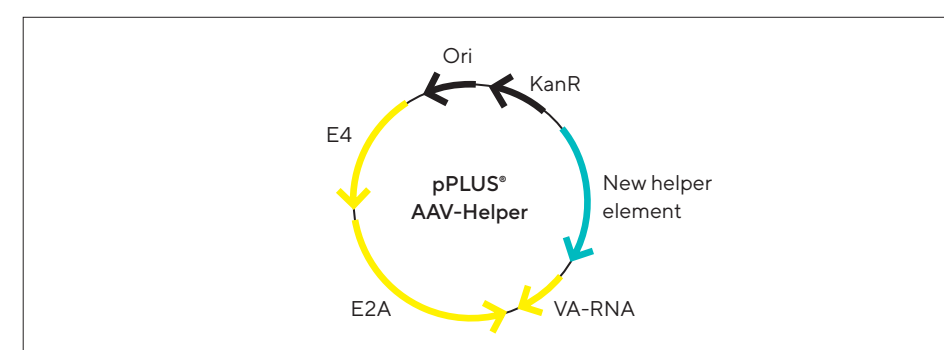 Ori
KanR
E4
pPLUS®
AAV-Helper
New helper
element
E2A
VA-RNA